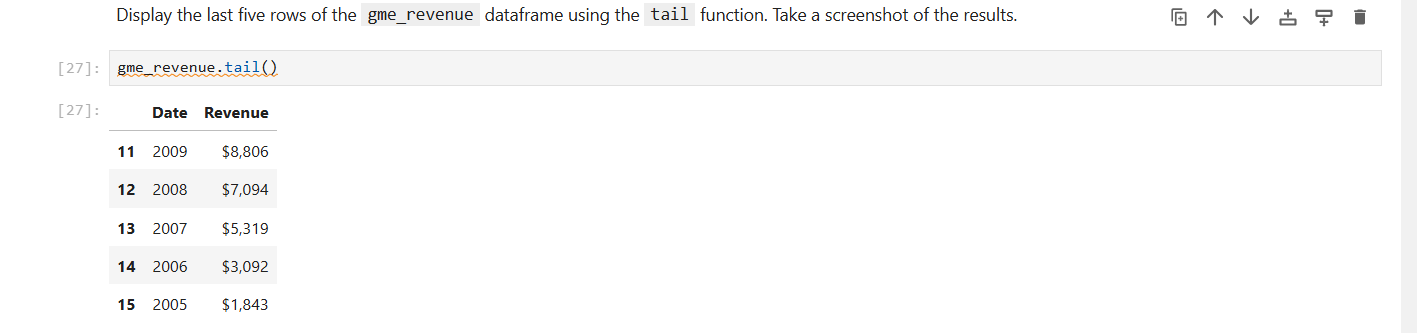 Display the last five rows of the gme_revenue dataframe using the tail function. Take a screenshot of the results.
[27]: gme_revenue.tail()
[27]:
Date Revenue
11 2009 $8,806
12 2008 $7,094
13 2007 $5,319
14 2006 $3,092
15 2005 $1,843